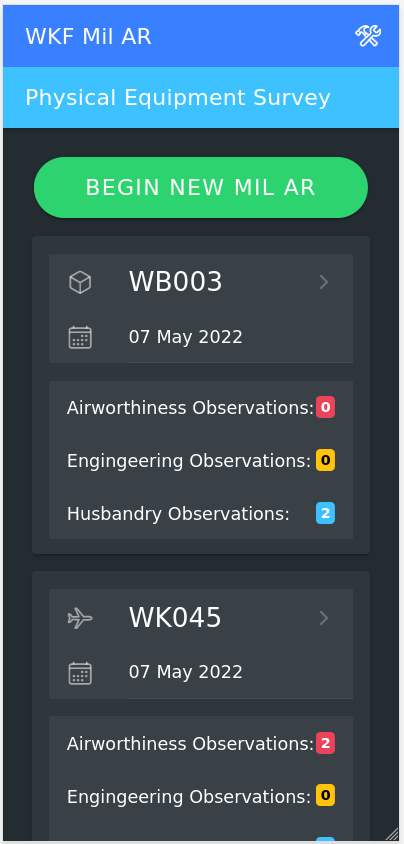 WKF Mil AR
Physical Equipment Survey
BEGIN NEW MIL AR
WB003
07 May 2022
Airworthiness Observations: 0
Engingeering Observations: 0
Husbandry Observations: 2
WK045
07 May 2022
Airworthiness Observations: 2
Engingeering Observations: 0